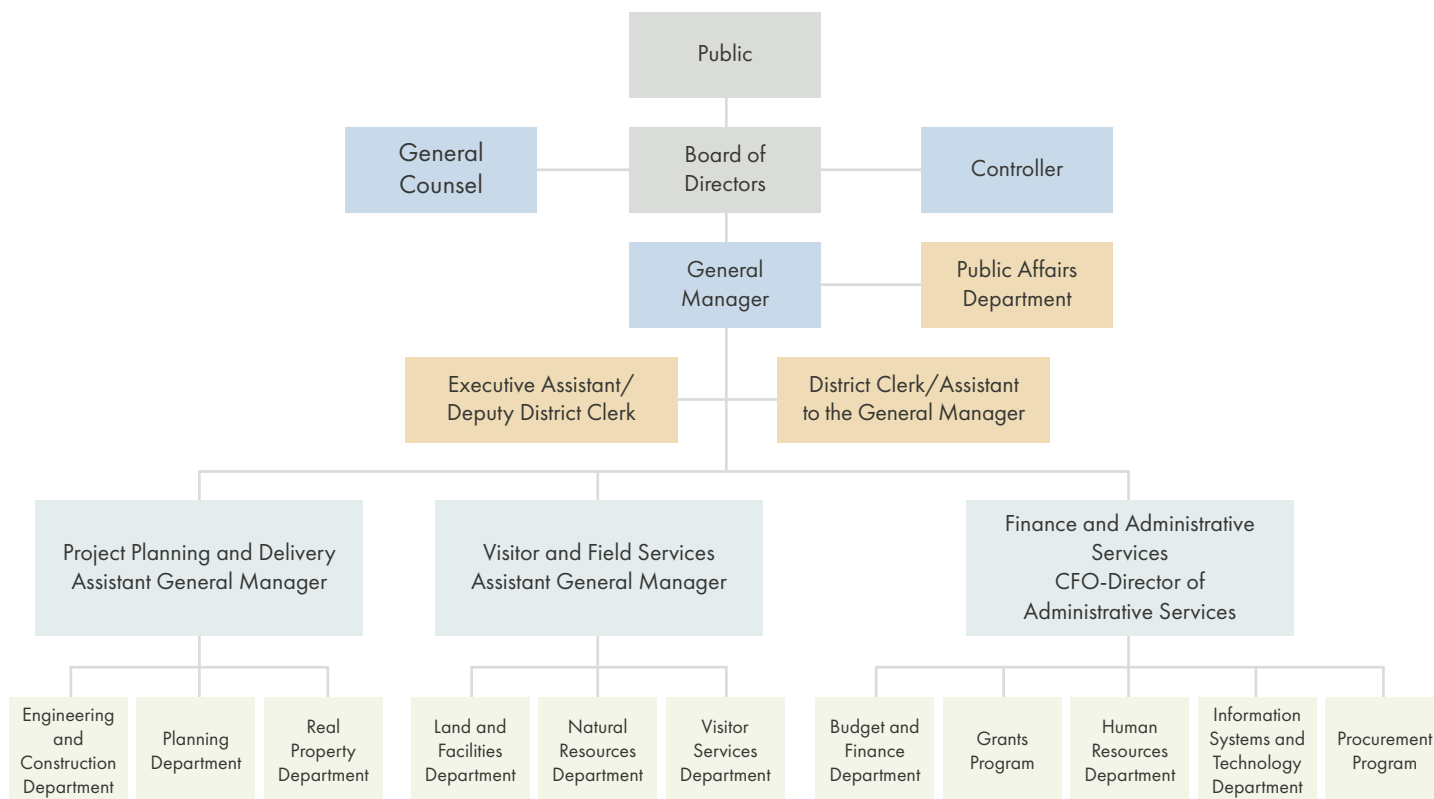 Public
General
Counsel
Board of
Directors
Controller
General
Manager
Public Affairs
Department
Executive Assistant/
Deputy District Clerk
District Clerk/Assistant
to the General Manager
Project Planning and Delivery
Assistant General Manager
Visitor and Field Services
Assistant General Manager
Finance and Administrative
Services
CFO-Director of
Administrative Services
Engineering
and
Construction
Department
Planning
Department
Real
Property
Department
Land and
Facilities
Department
Natural
Resources
Department
Visitor
Services
Department
Budget and
Finance
Department
Grants
Program
Human
Resources
Department
Information
Systems and
Technology
Department
Procurement
Program